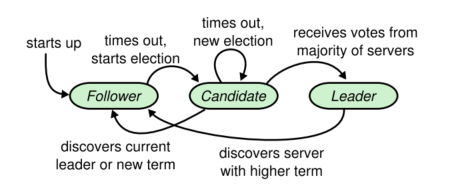 times out,
new election
receives votes from
majority of servers
starts up
times out,
starts election
Follower
Candidate
Leader
discovers current
leader or new term
discovers server
with higher term